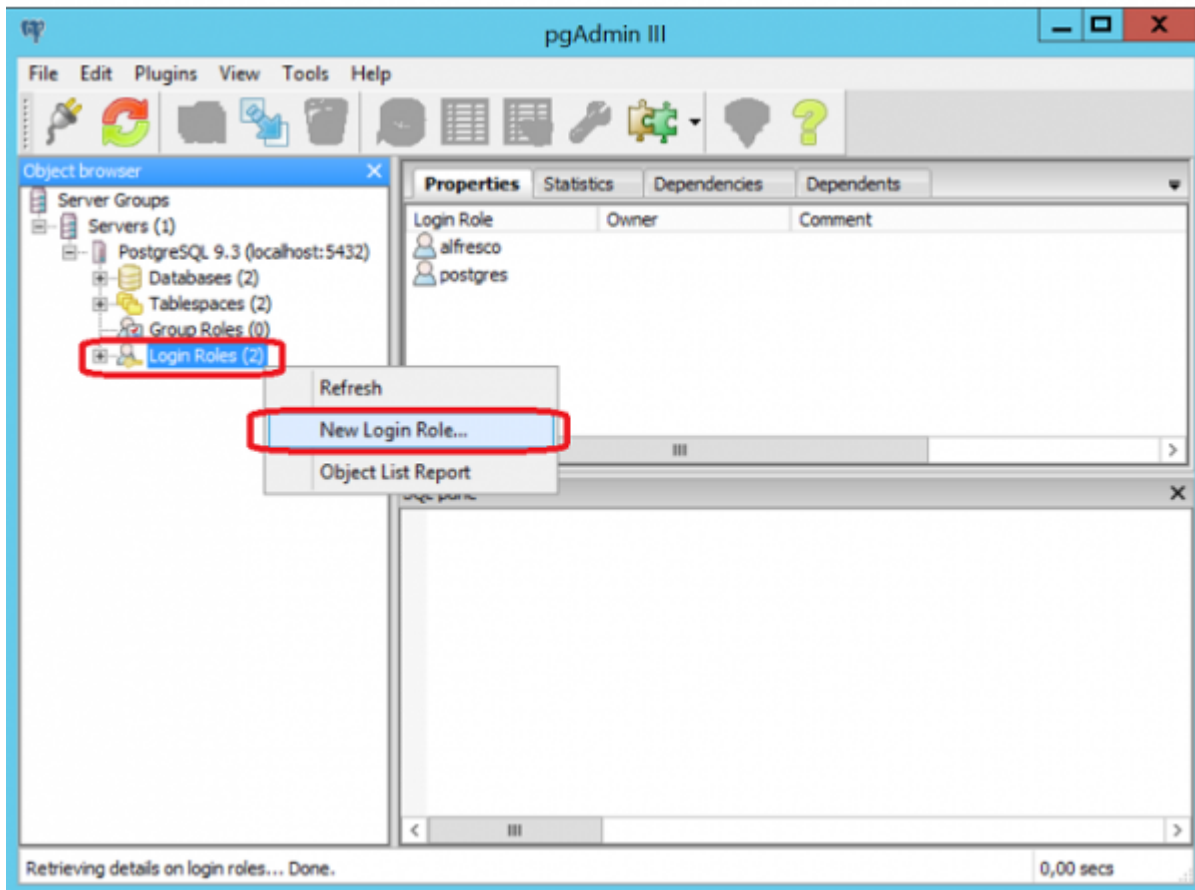 pgAdmin III
File Edit Plugins View Tools Help
Object browser
Server Groups
Servers (1)
PostgreSQL 9.3 (localhost:5432)
Databases (2)
Tablespaces (2)
Group Roles (0)
Login Roles (2)
Refresh
New Login Role...
Object List Report
Properties Statistics Dependencies Dependents
Login Role Owner Comment
alfresco
postgres
SQL pane
Retrieving details on login roles... Done. 0,00 secs